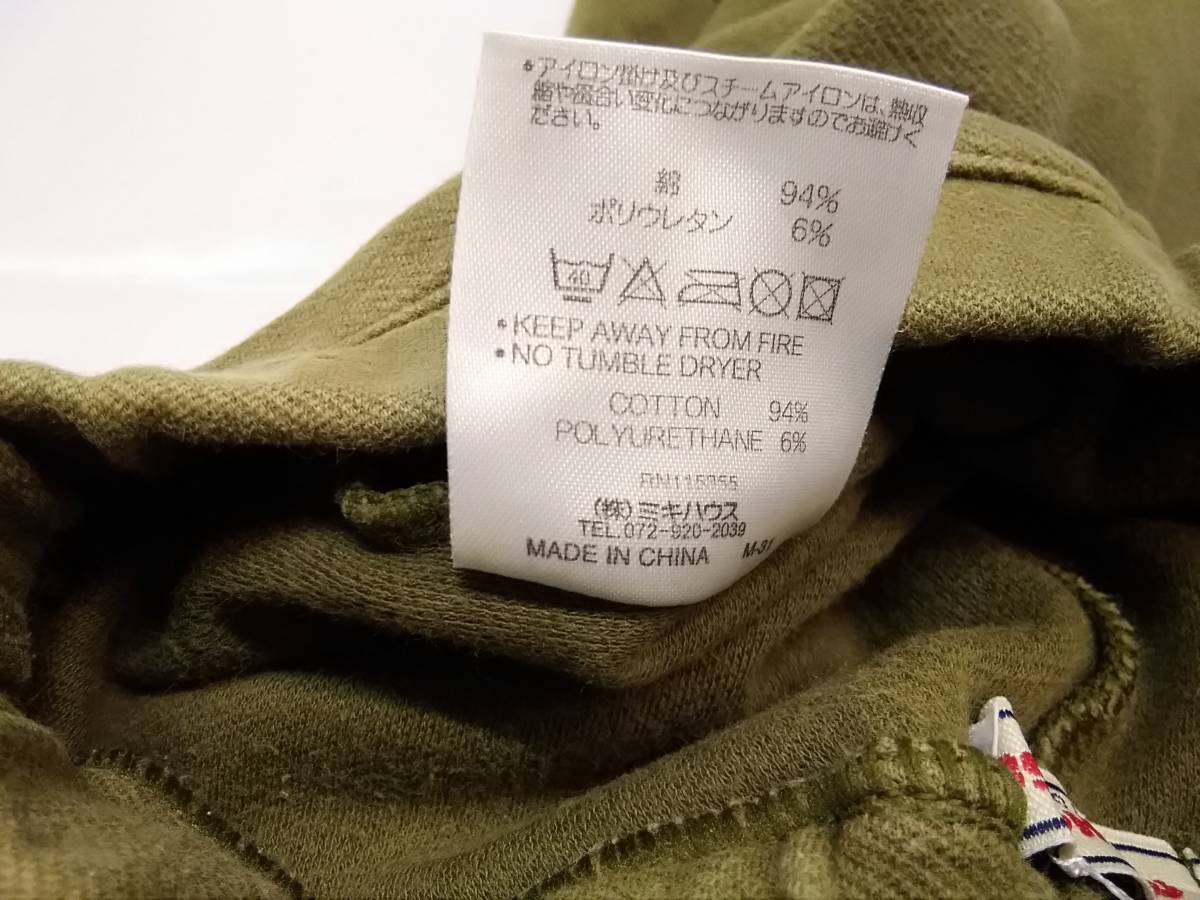 ・アイロン掛け及びスチームアイロンは、熱収
縮や風合い変化につながりますのでお避けく
ださい。
綿 94%
ポリウレタン 6%
40
・KEEP AWAY FROM FIRE
・NO TUMBLE DRYER
COTTON 94%
POLYURETHANE 6%
RN115355
(株)ミキハウス
TEL.072-920-2039
MADE IN CHINA M-31